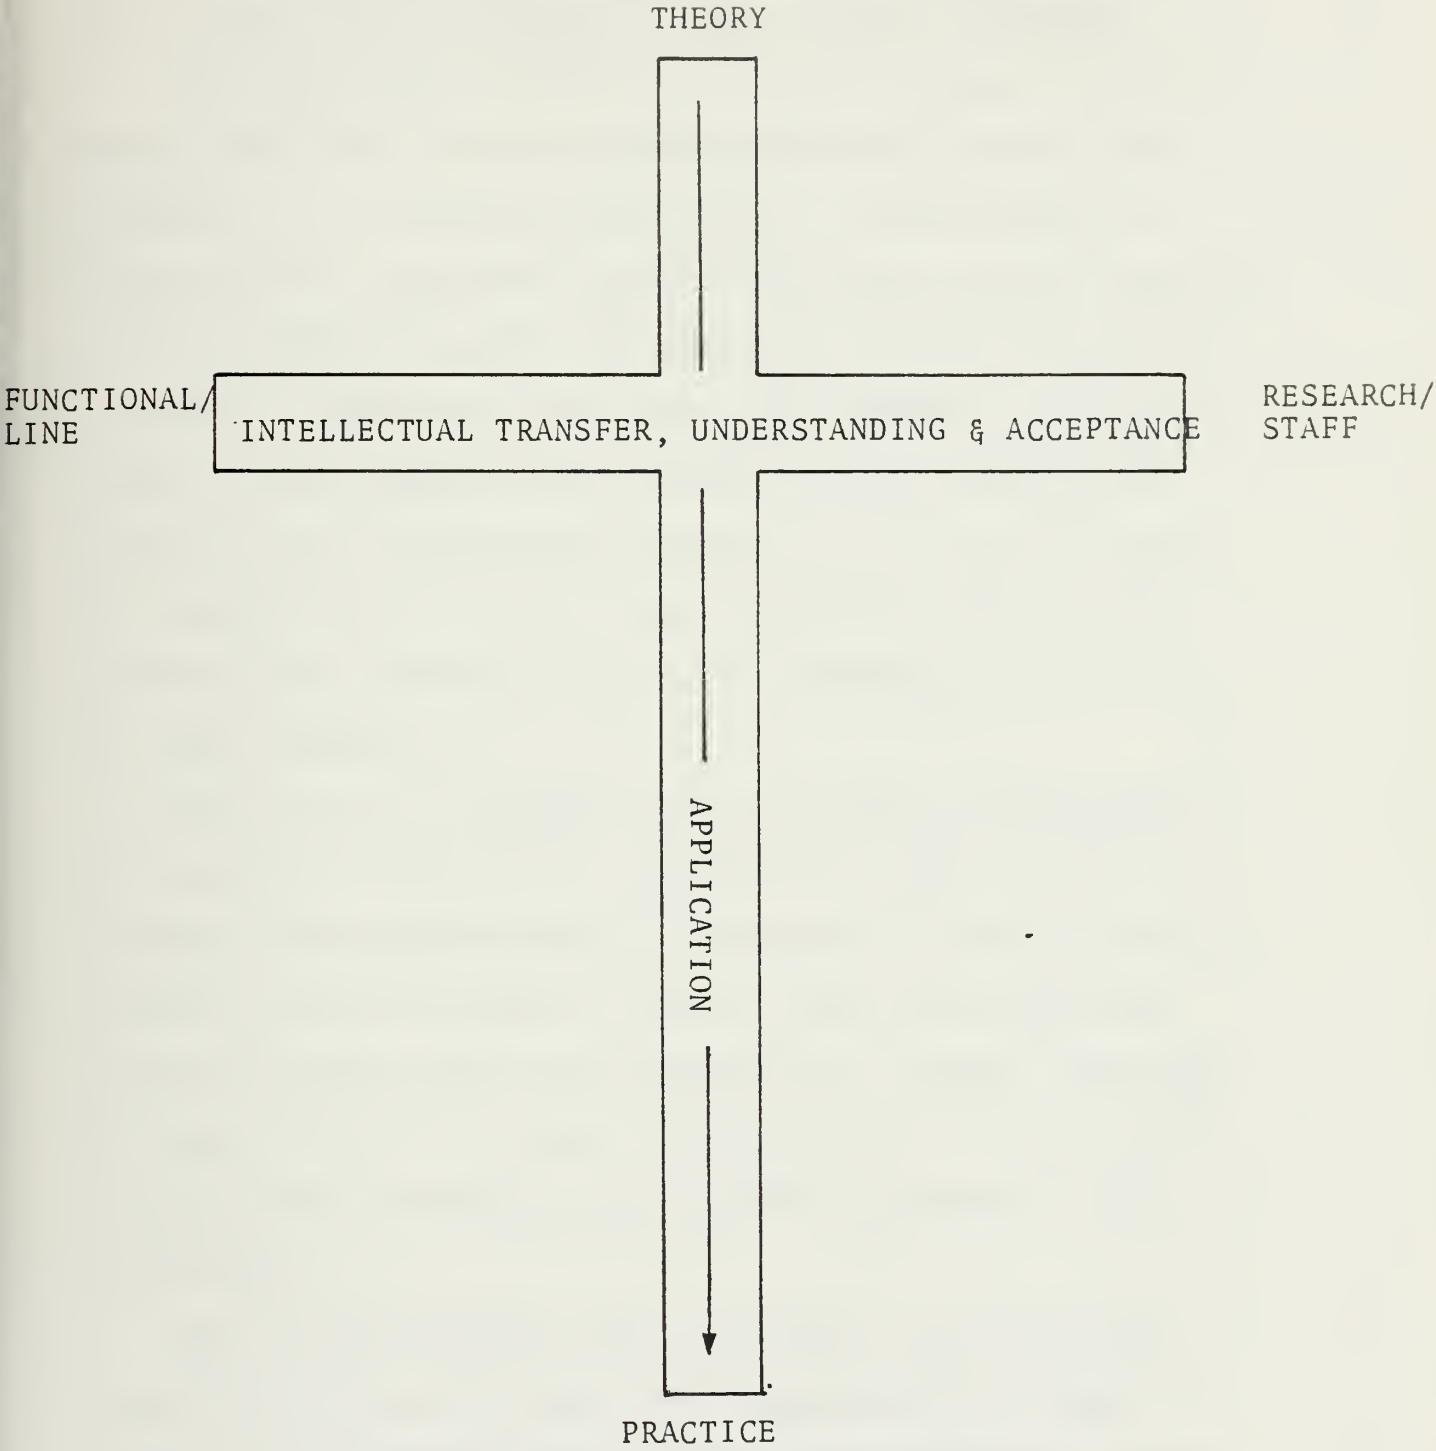 THEORY
FUNCTIONAL/
LINE
INTELLECTUAL TRANSFER, UNDERSTANDING & ACCEPTANCE
RESEARCH/
STAFF
APPLICATION
PRACTICE